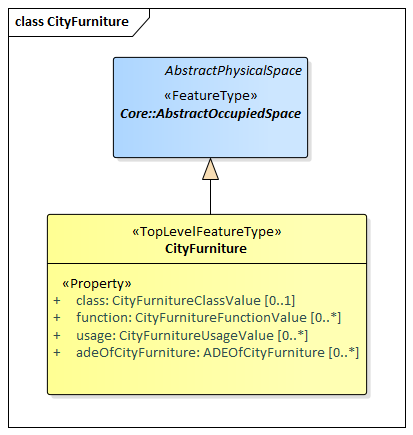 class CityFurniture
AbstractPhysicalSpace
«FeatureType»
Core::AbstractOccupiedSpace
«TopLevelFeatureType»
CityFurniture
«Property»
+ class: CityFurnitureClassValue [0..1]
+ function: CityFurnitureFunctionValue [0..*]
+ usage: CityFurnitureUsageValue [0..*]
+ adeOfCityFurniture: ADEOfCityFurniture [0..*]